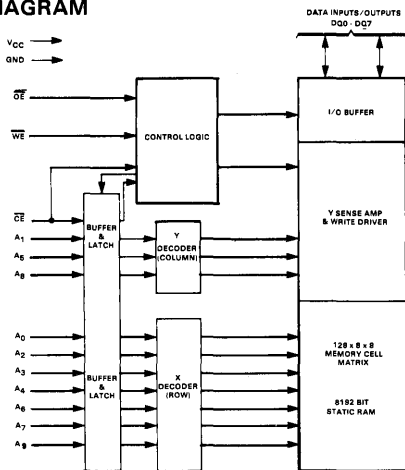 IAGRAM
DATA INPUTS/OUTPUTS
DQ0 - DQ7
VCC
GND
OE
WE
CONTROL LOGIC
I/O BUFFER
CE
A1
A5
A8
BUFFER
&
LATCH
Y
DECODER
(COLUMN)
Y SENSE AMP
& WRITE DRIVER
A0
A2
A3
A4
A6
A7
A9
BUFFER
&
LATCH
X
DECODER
(ROW)
128 x 8 x 8
MEMORY CELL
MATRIX
8192 BIT
STATIC RAM